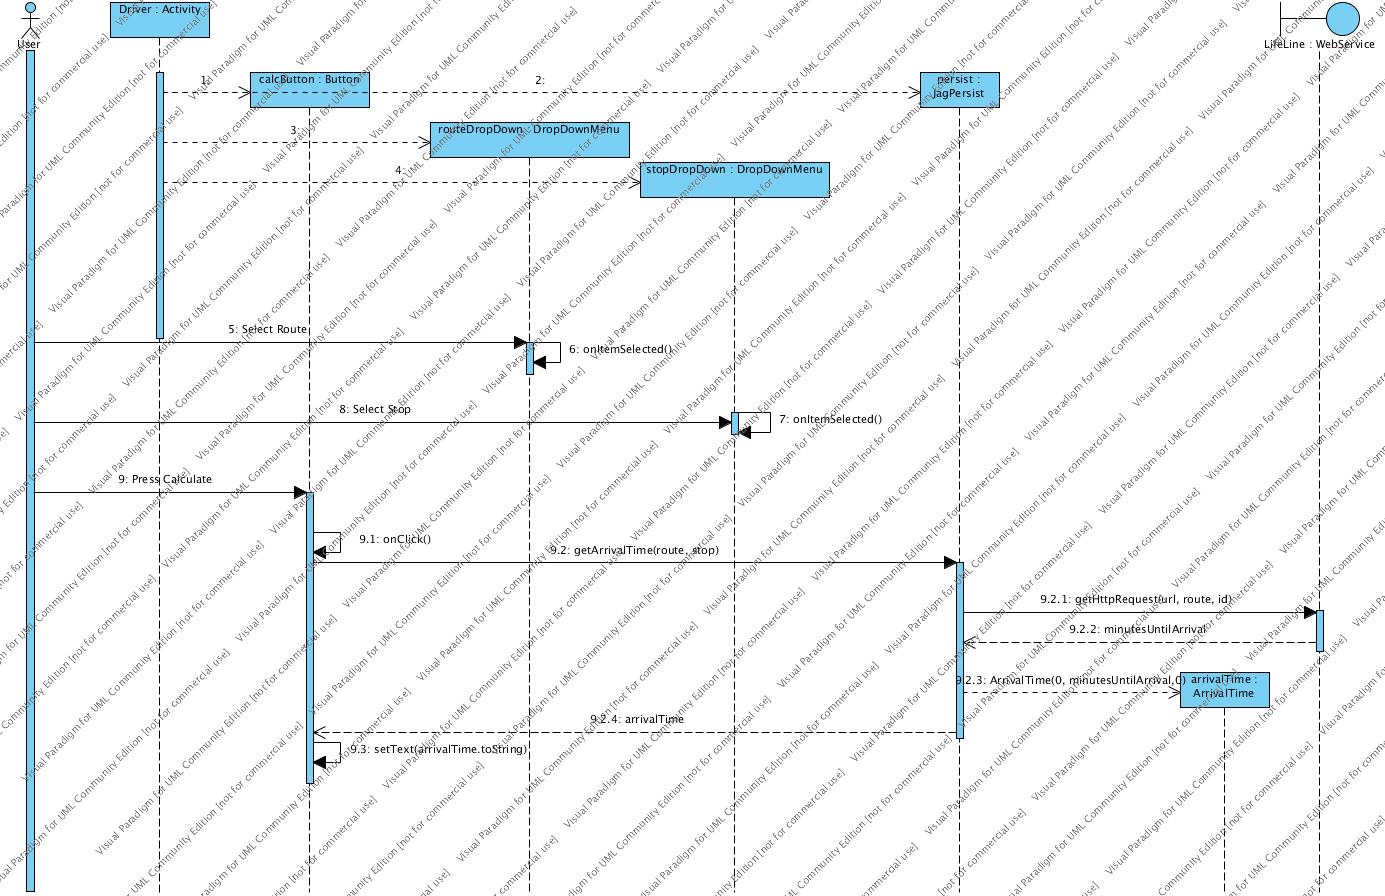 User
Driver : Activity
LifeLine : WebService
1:
calcButton : Button
2:
persist :
JagPersist
3:
routeDropDown : DropDownMenu
4:
stopDropDown : DropDownMenu
5: Select Route
6: onItemSelected()
8: Select Stop
7: onItemSelected()
9: Press Calculate
9.1: onClick()
9.2: getArrivalTime(route, stop)
9.2.1: getHttpRequest(url, route, id)
9.2.2: minutesUntilArrival
9.2.3: ArrivalTime(0, minutesUntilArrival,0)
arrivalTime :
ArrivalTime
9.2.4: arrivalTime
9.3: setText(arrivalTime.toString)
Visual Paradigm for UML Community Edition [not for commercial use]